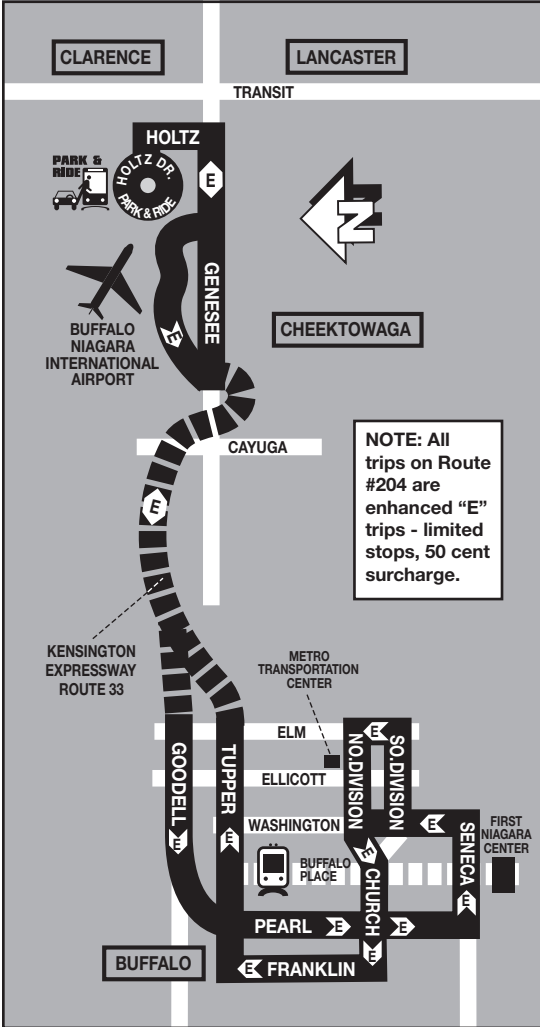 CLARENCE
LANCASTER
TRANSIT
HOLTZ
PARK &
RIDE
HOLTZ DR.
PARK & RIDE
E
N
GENESEE
E
BUFFALO
NIAGARA
INTERNATIONAL
AIRPORT
CHEEKTOWAGA
CAYUGA
NOTE: All
trips on Route
#204 are
enhanced “E”
trips - limited
stops, 50 cent
surcharge.
E
KENSINGTON
EXPRESSWAY
ROUTE 33
METRO
TRANSPORTATION
CENTER
ELM
E
GOODELL
TUPPER
NO.DIVISION
SO.DIVISION
ELLICOTT
E
E
WASHINGTON
E
E
SENECA
FIRST
NIAGARA
CENTER
BUFFALO
PLACE
CHURCH
E
PEARL
E
E
E
BUFFALO
E
FRANKLIN